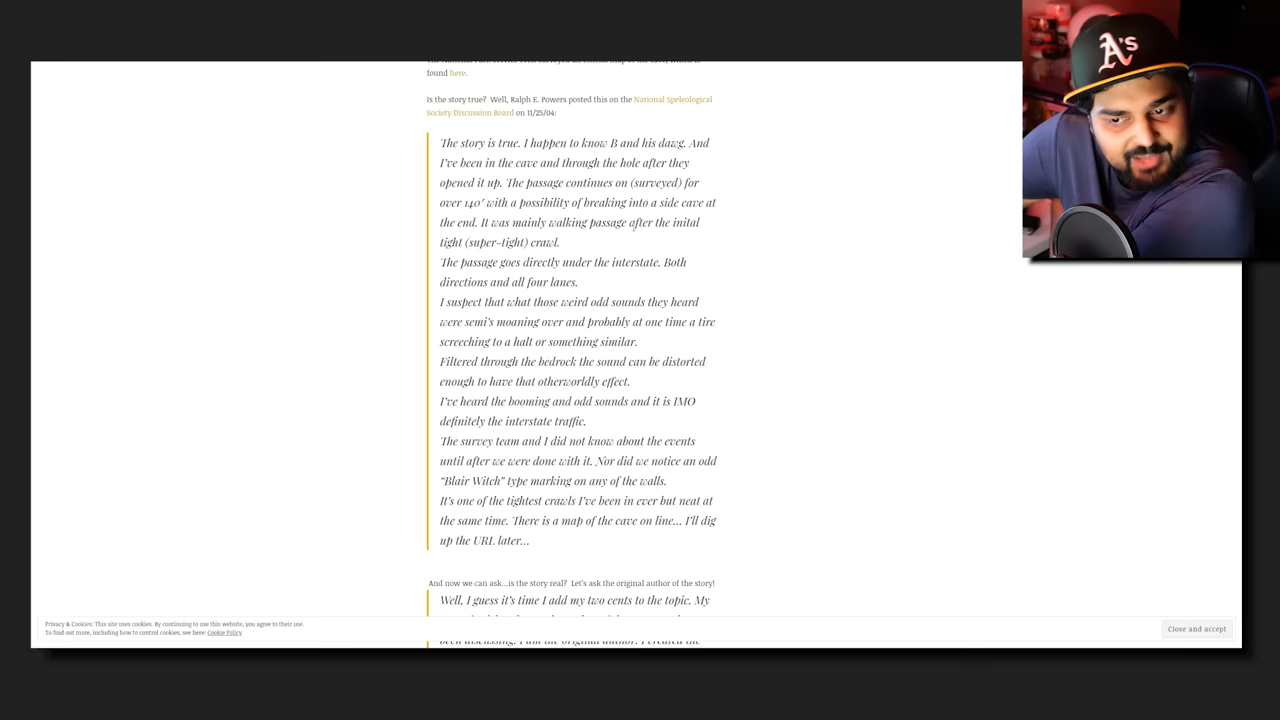 found here.
Is the story true?  Well, Ralph E. Powers posted this on the National Speleological
Society Discussion Board on 11/25/04:
The story is true. I happen to know B and his dawg. And
I've been in the cave and through the hole after they
opened it up. The passage continues on (surveyed) for
over 140′ with a possibility of breaking into a side cave at
the end. It was mainly walking passage after the inital
tight (super-tight) crawl.
The passage goes directly under the interstate. Both
directions and all four lanes.
I suspect that what those weird odd sounds they heard
were semi's moaning over and probably at one time a tire
screeching to a halt or something similar.
Filtered through the bedrock the sound can be distorted
enough to have that otherworldly effect.
I've heard the booming and odd sounds and it is IMO
definitely the interstate traffic.
The survey team and I did not know about the events
until after we were done with it. Nor did we notice an odd
“Blair Witch” type marking on any of the walls.
It's one of the tightest crawls I've been in ever but neat at
the same time. There is a map of the cave on line… I'll dig
up the URL later…
And now we can ask…is the story real?  Let's ask the original author of the story!
Well, I guess it's time I add my two cents to the topic. My
Privacy & Cookies: This site uses cookies. By continuing to use this website, you agree to their use.
To find out more, including how to control cookies, see here: Cookie Policy
Close and accept
A's